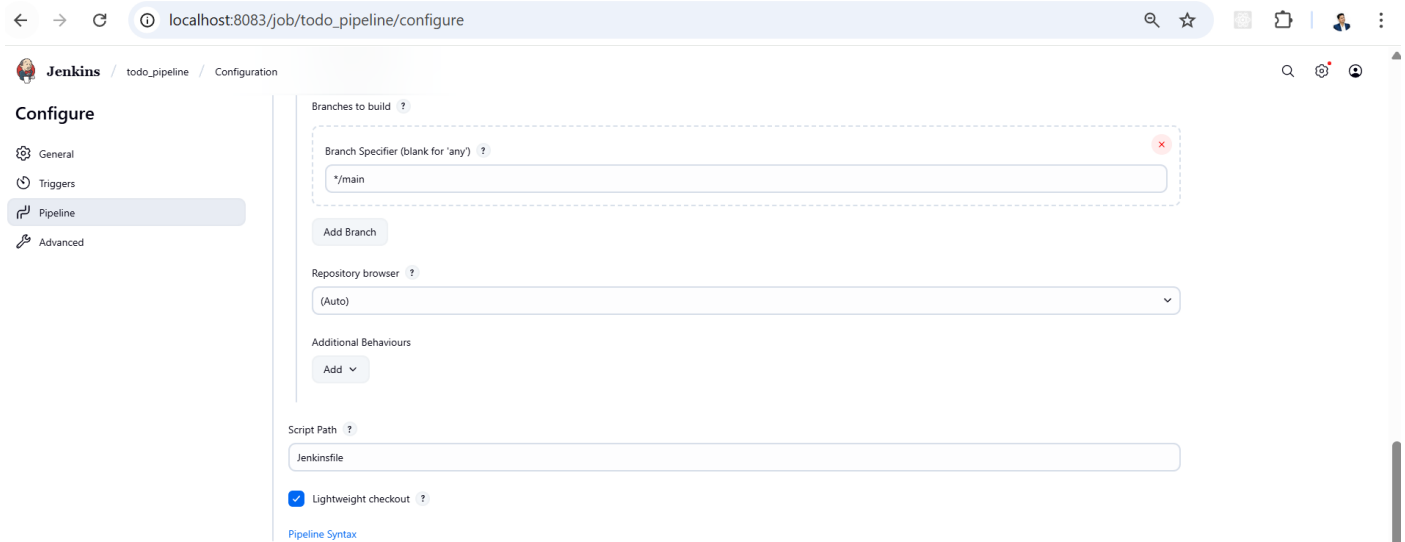 localhost:8083/job/todo_pipeline/configure
Jenkins / todo_pipeline / Configuration
Configure
General
Triggers
Pipeline
Advanced
Branches to build ?
Branch Specifier (blank for 'any') ?
*/main
Add Branch
Repository browser ?
(Auto)
Additional Behaviours
Add
Script Path ?
Jenkinsfile
Lightweight checkout ?
Pipeline Syntax